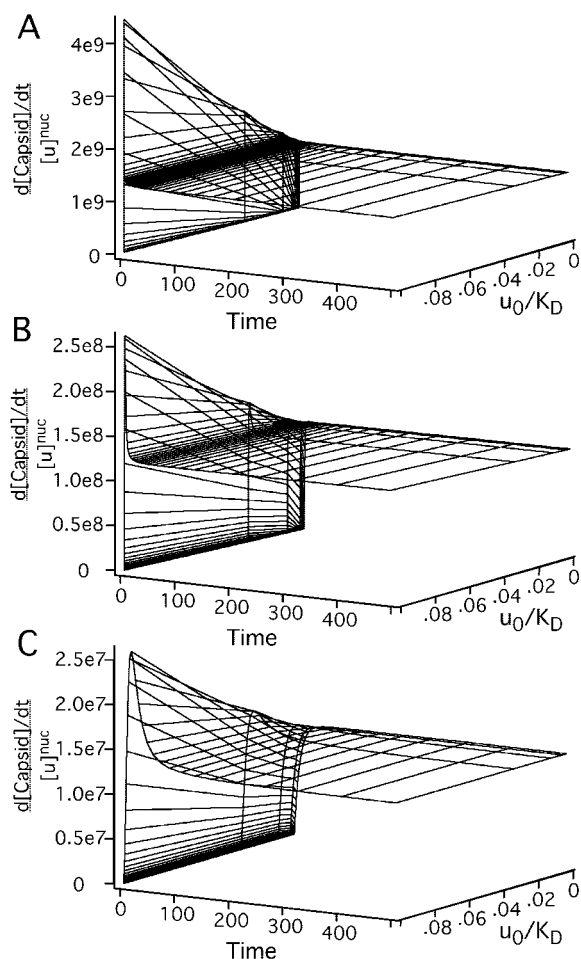 A
d[Capsid]/dt
[u]nuc
4e9
3e9
2e9
1e9
0
0
100
200
300
400
Time
.08
.06
.04
.02
0
u0/KD
B
d[Capsid]/dt
[u]nuc
2.5e8
2.0e8
1.5e8
1.0e8
0.5e8
0
0
100
200
300
400
Time
.08
.06
.04
.02
0
u0/KD
C
d[Capsid]/dt
[u]nuc
2.5e7
2.0e7
1.5e7
1.0e7
0.5e7
0
0
100
200
300
400
Time
.08
.06
.04
.02
0
u0/KD